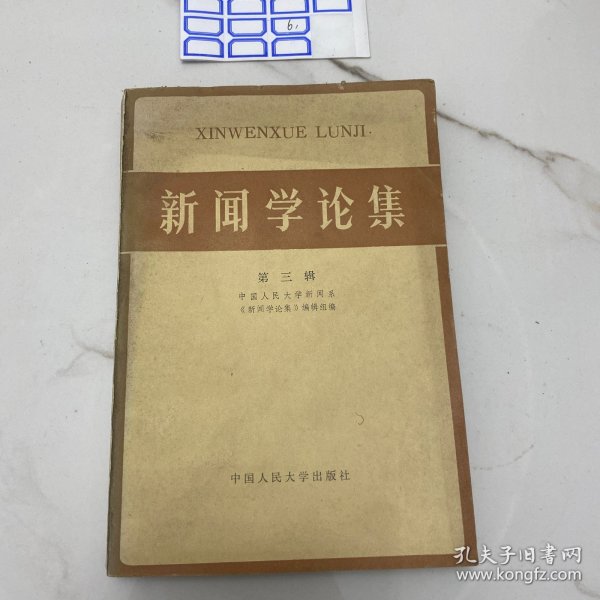 6,
XINWENXUE LUNJI
新闻学论集
第三辑
中国人民大学新闻系
《新闻学论集》编辑组编
中国人民大学出版社
孔夫子旧书网
www.kongfz.com